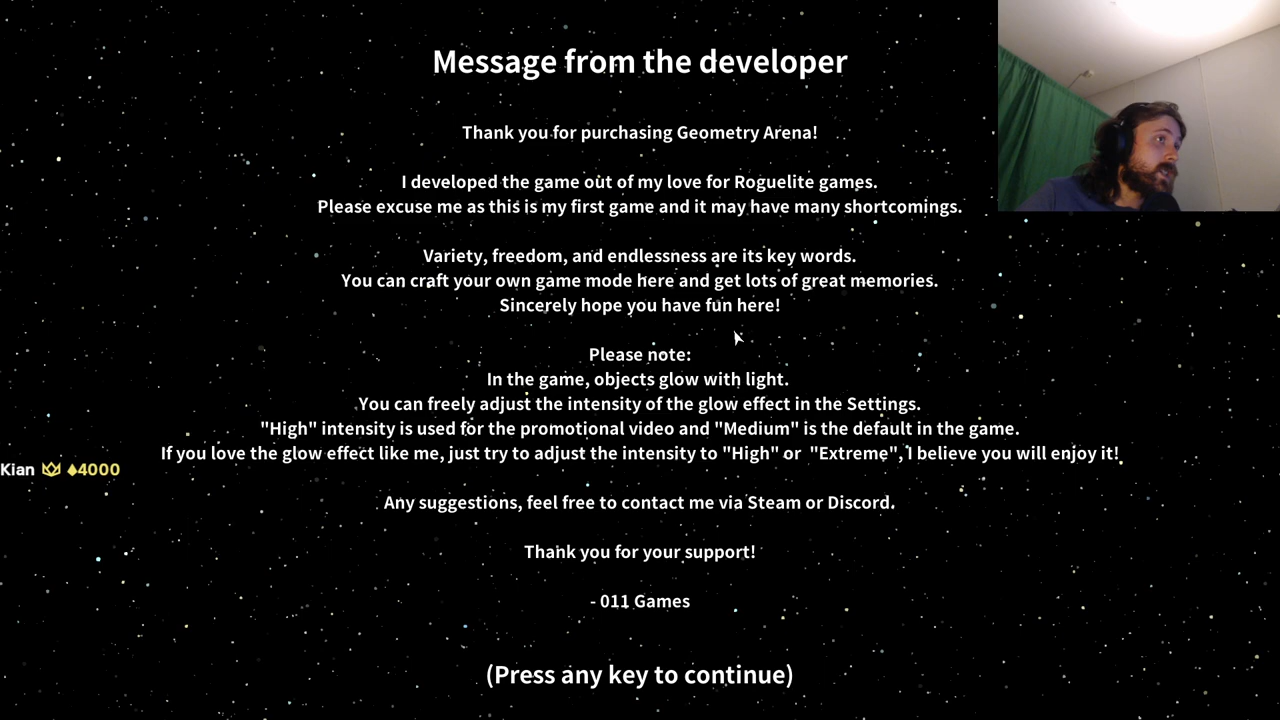 Message from the developer
Thank you for purchasing Geometry Arena!
I developed the game out of my love for Roguelite games.
Please excuse me as this is my first game and it may have many shortcomings.
Variety, freedom, and endlessness are its key words.
You can craft your own game mode here and get lots of great memories.
Sincerely hope you have fun here!
Please note:
In the game, objects glow with light.
You can freely adjust the intensity of the glow effect in the Settings.
"High" intensity is used for the promotional video and "Medium" is the default in the game.
If you love the glow effect like me, just try to adjust the intensity to "High" or  "Extreme", I believe you will enjoy it!
Kian 4000
Any suggestions, feel free to contact me via Steam or Discord.
Thank you for your support!
- 011 Games
(Press any key to continue)